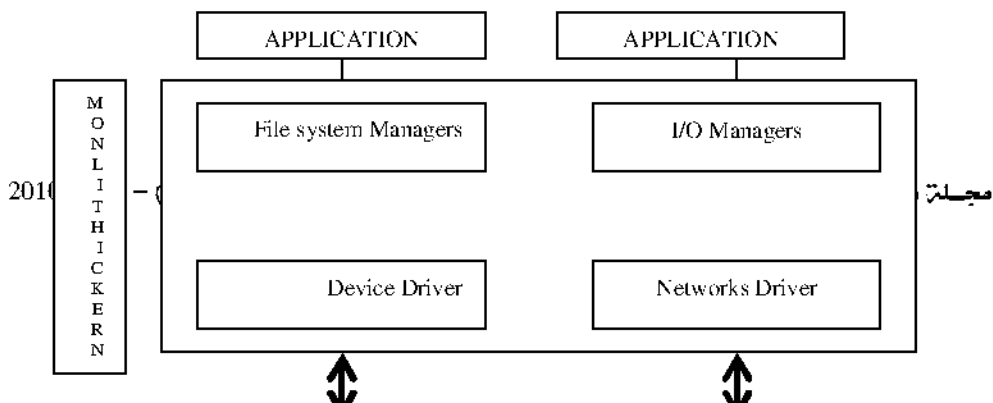 APPLICATION
APPLICATION
MONLITHICKERN
File system Managers
I/O Managers
مجلة
Device Driver
Networks Driver